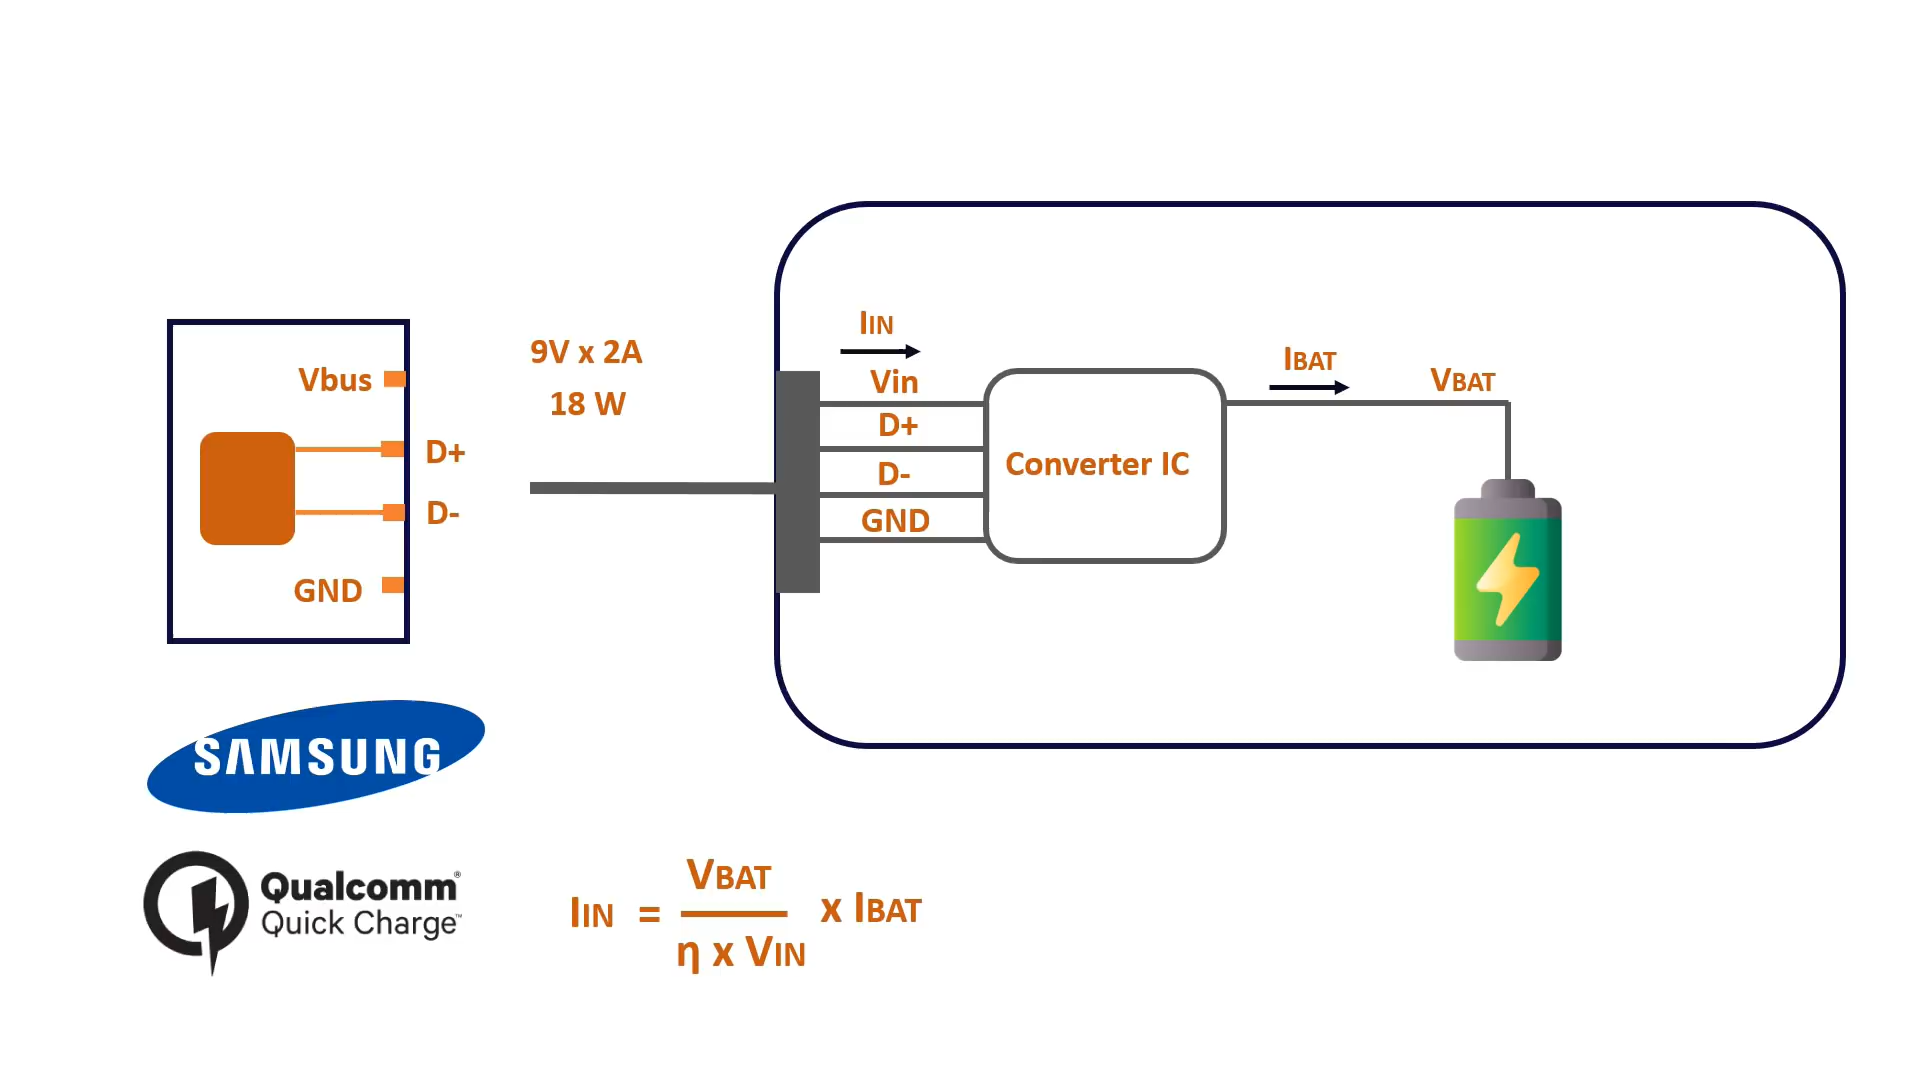 Vbus
D+
D-
GND
9V x 2A
18 W
IIN
Vin
D+
D-
GND
Converter IC
IBAT
VBAT
SAMSUNG
Qualcomm®
Quick Charge™
IIN = VBAT / η x VIN x IBAT